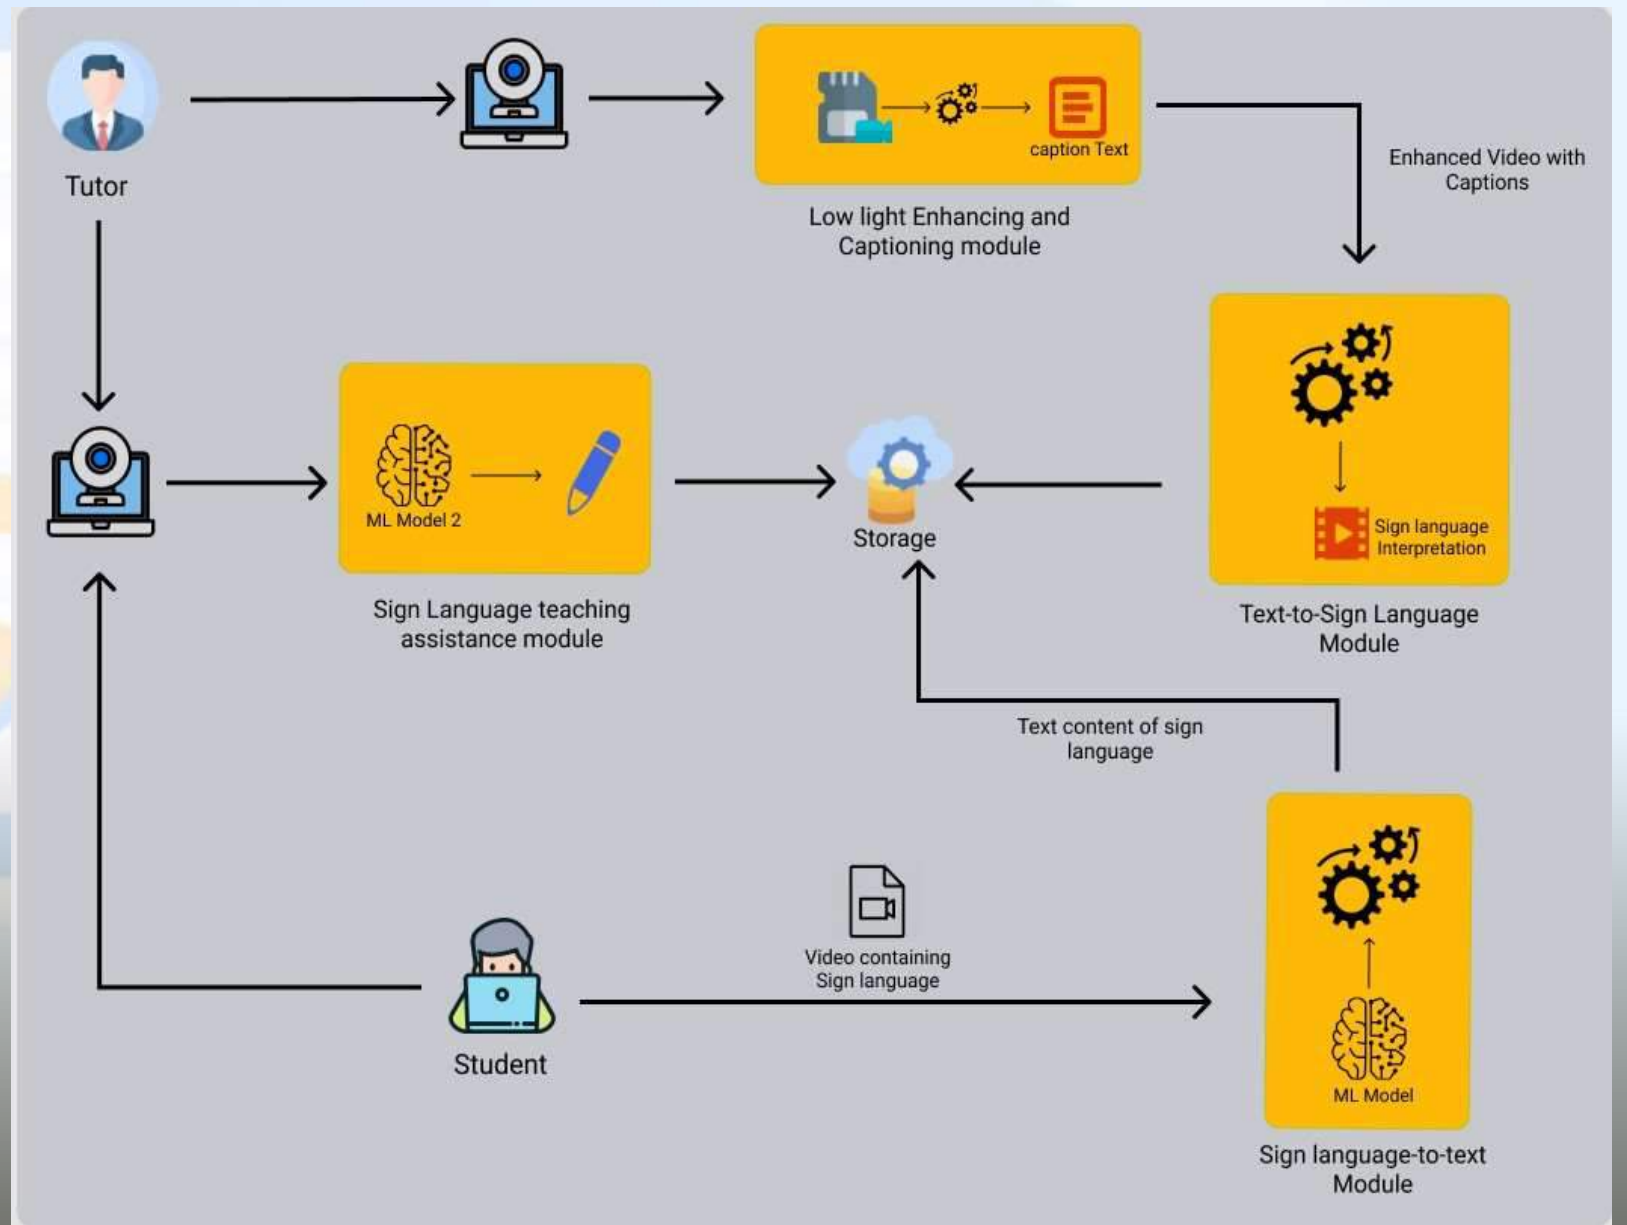 caption Text
Tutor
Low light Enhancing and
Captioning module
Enhanced Video with
Captions
ML Model 2
Sign Language teaching
assistance module
Storage
Sign language
Interpretation
Text-to-Sign Language
Module
Text content of sign
language
Video containing
Sign language
Student
ML Model
Sign language-to-text
Module